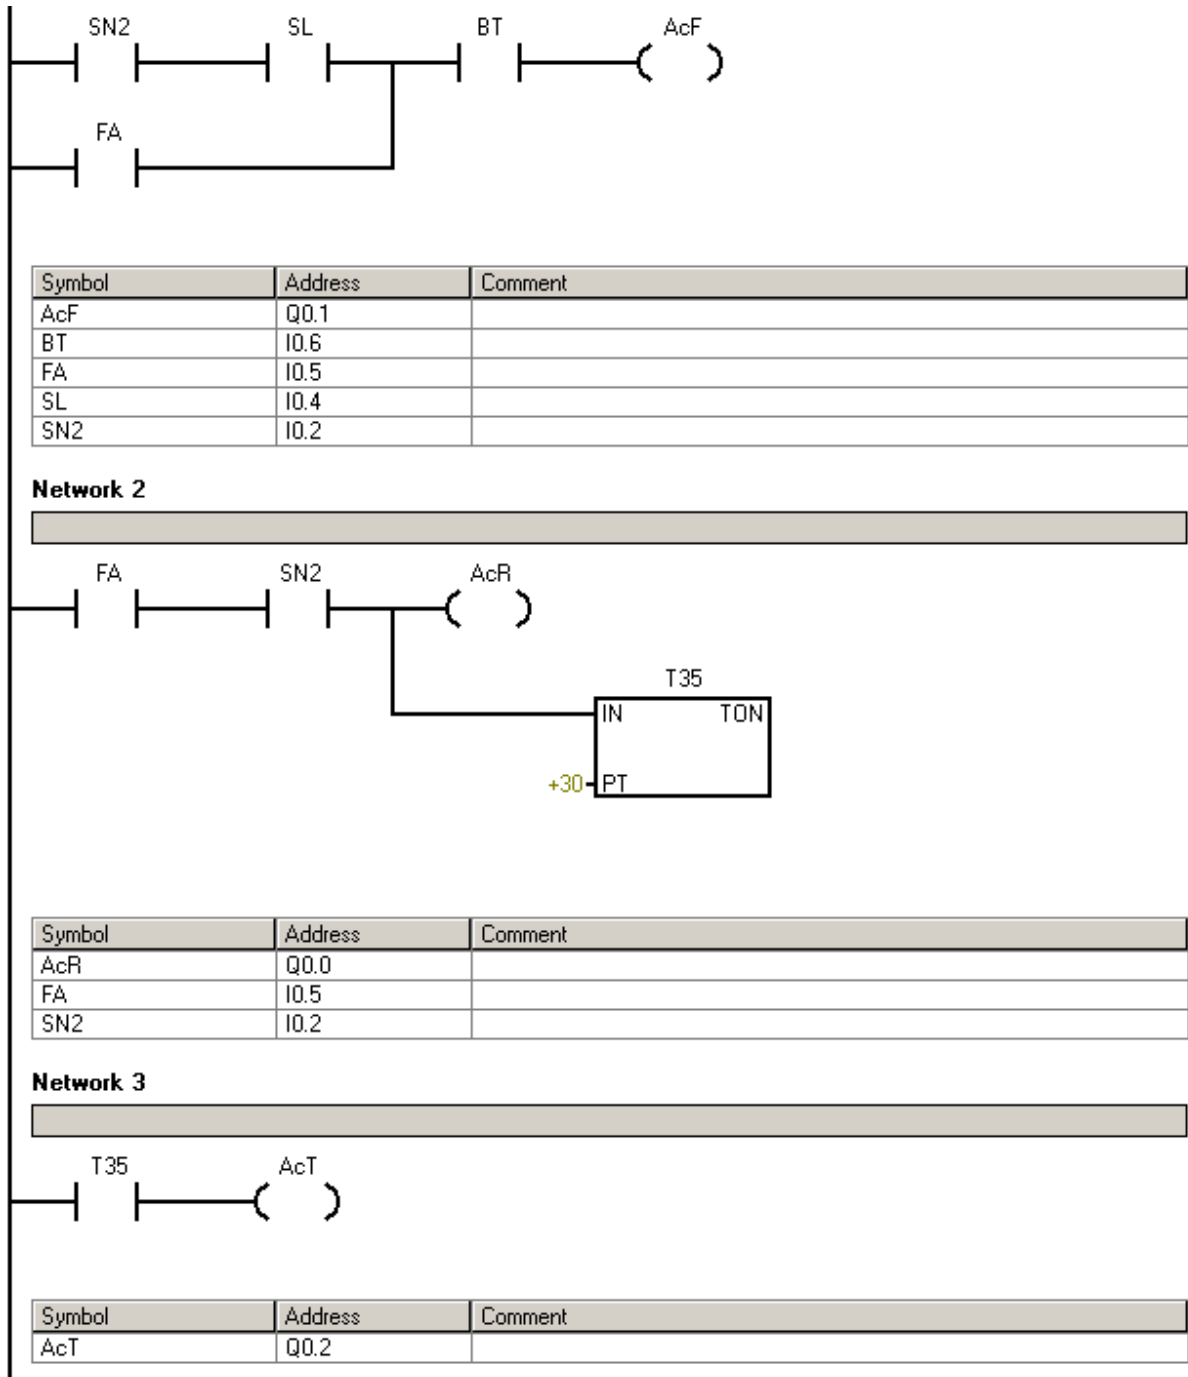 SN2 SL BT AcF
FA
Symbol Address Comment
AcF Q0.1
BT I0.6
FA I0.5
SL I0.4
SN2 I0.2
Network 2
FA SN2 AcR
T35
IN TON
+30 PT
Symbol Address Comment
AcR Q0.0
FA I0.5
SN2 I0.2
Network 3
T35 AcT
Symbol Address Comment
AcT Q0.2